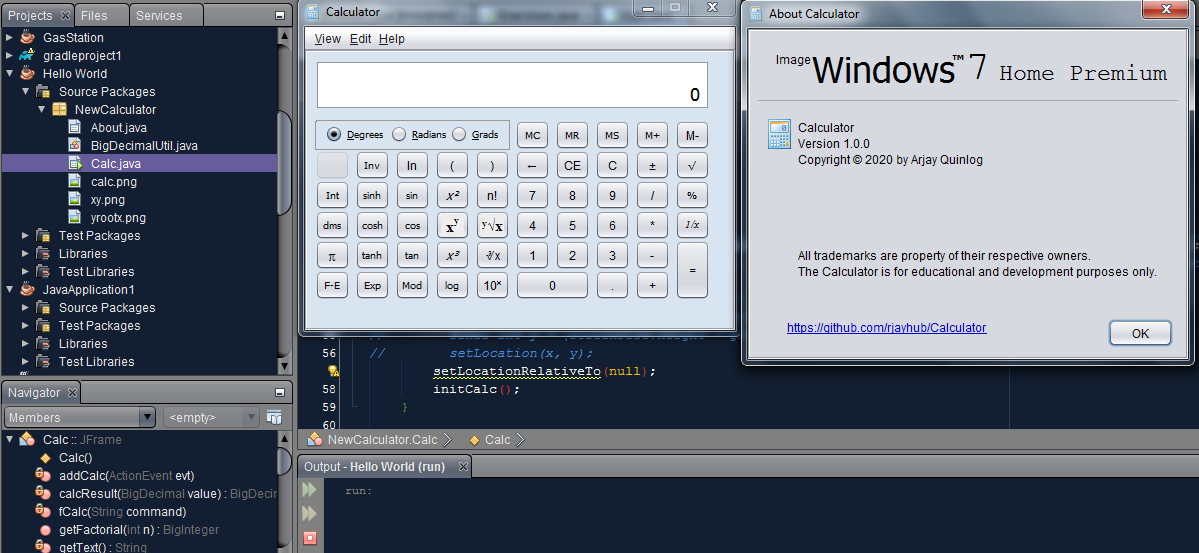 Projects
Files
Services
GasStation
gradleproject1
Hello World
Source Packages
NewCalculator
About.java
BigDecimalUtil.java
Calc.java
calc.png
xy.png
yrootx.png
Test Packages
Libraries
Test Libraries
JavaApplication1
Source Packages
Test Packages
Libraries
Test Libraries
Navigator
Members
<empty>
Calc :: JFrame
Calc()
addCalc(ActionEvent evt)
calcResult(BigDecimal value) : BigDecim
fCalc(String command)
getFactorial(int n) : BigInteger
getText() : String
Calculator
View Edit Help
0
Degrees Radians Grads MC MR MS M+ M-
Inv ln ( ) ← CE C ± √
Int sinh sin x² n! 7 8 9 / %
dms cosh cos xʸ ʸ√x 4 5 6 * 1/x
π tanh tan x³ ∛x 1 2 3 - =
F-E Exp Mod log 10ˣ 0 . +
About Calculator
Image Windows™ 7 Home Premium
Calculator
Version 1.0.0
Copyright © 2020 by Arjay Quinlog
All trademarks are property of their respective owners.
The Calculator is for educational and development purposes only.
https://github.com/rjayhub/Calculator
OK
56 // setLocation(x, y);
setLocationRelativeTo(null);
58 initCalc();
59 }
60
NewCalculator.Calc
Calc
Output - Hello World (run)
run: